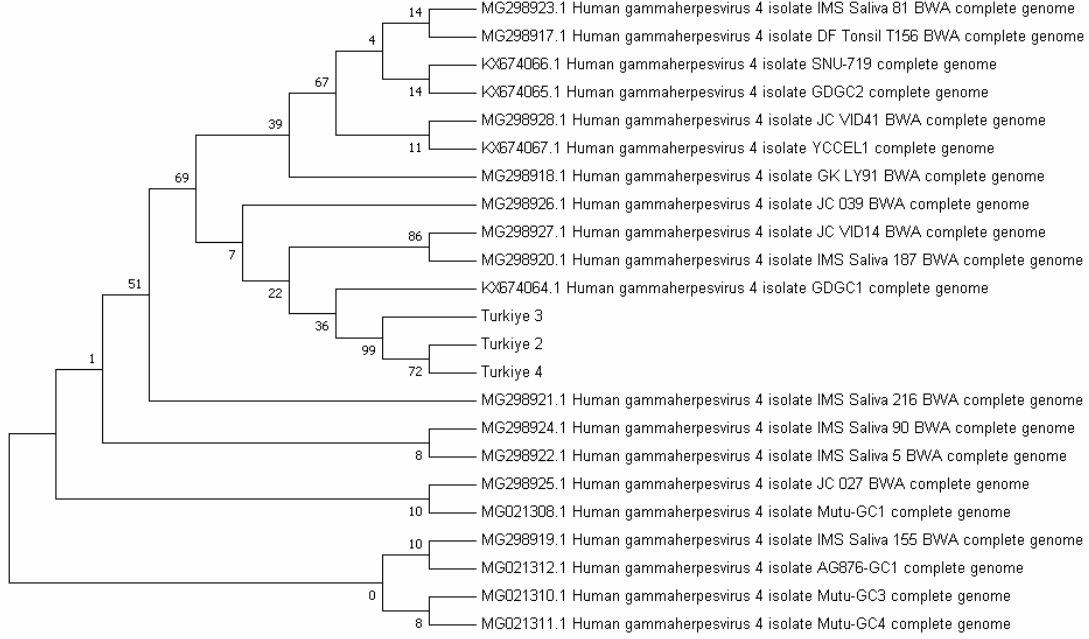 14
MG298923.1 Human gammaherpesvirus 4 isolate IMS Saliva 81 BWA complete genome
MG298917.1 Human gammaherpesvirus 4 isolate DF Tonsil T156 BWA complete genome
4
KX674066.1 Human gammaherpesvirus 4 isolate SNU-719 complete genome
67
14
KX674065.1 Human gammaherpesvirus 4 isolate GDGC2 complete genome
39
MG298928.1 Human gammaherpesvirus 4 isolate JC VID41 BWA complete genome
11
KX674067.1 Human gammaherpesvirus 4 isolate YCCEL1 complete genome
69
MG298918.1 Human gammaherpesvirus 4 isolate GK LY91 BWA complete genome
MG298926.1 Human gammaherpesvirus 4 isolate JC 039 BWA complete genome
86
MG298927.1 Human gammaherpesvirus 4 isolate JC VID14 BWA complete genome
7
MG298920.1 Human gammaherpesvirus 4 isolate IMS Saliva 187 BWA complete genome
51
22
KX674064.1 Human gammaherpesvirus 4 isolate GDGC1 complete genome
36
Turkiye 3
99
Turkiye 2
1
72
Turkiye 4
MG298921.1 Human gammaherpesvirus 4 isolate IMS Saliva 216 BWA complete genome
MG298924.1 Human gammaherpesvirus 4 isolate IMS Saliva 90 BWA complete genome
8
MG298922.1 Human gammaherpesvirus 4 isolate IMS Saliva 5 BWA complete genome
MG298925.1 Human gammaherpesvirus 4 isolate JC 027 BWA complete genome
10
MG021308.1 Human gammaherpesvirus 4 isolate Mutu-GC1 complete genome
10
MG298919.1 Human gammaherpesvirus 4 isolate IMS Saliva 155 BWA complete genome
MG021312.1 Human gammaherpesvirus 4 isolate AG876-GC1 complete genome
0
MG021310.1 Human gammaherpesvirus 4 isolate Mutu-GC3 complete genome
8
MG021311.1 Human gammaherpesvirus 4 isolate Mutu-GC4 complete genome